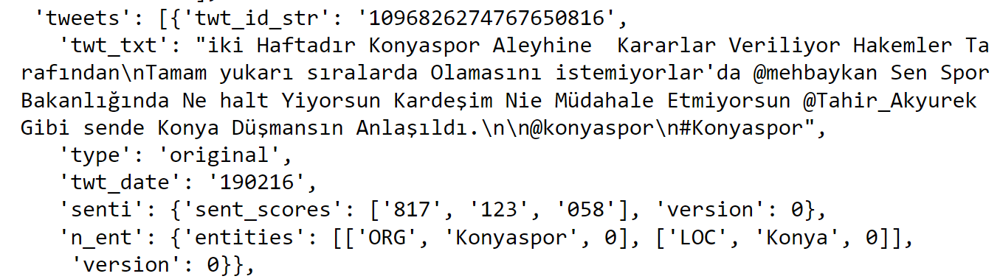 'tweets': [{'twt_id_str': '1096826274767650816',
'twt_txt': "iki Haftadır Konyaspor Aleyhine  Kararlar Veriliyor Hakemler Ta
rafından\nTamam yukarı sıralarda Olamasını istemiyorlar'da @mehbaykan Sen Spor
Bakanlığında Ne halt Yiyorsun Kardeşim Nie Müdahale Etmiyorsun @Tahir_Akyurek
Gibi sende Konya Düşmansın Anlaşıldı.\n\n@konyaspor\n#Konyaspor",
'type': 'original',
'twt_date': '190216',
'senti': {'sent_scores': ['817', '123', '058'], 'version': 0},
'n_ent': {'entities': [['ORG', 'Konyaspor', 0], ['LOC', 'Konya', 0]],
'version': 0}},